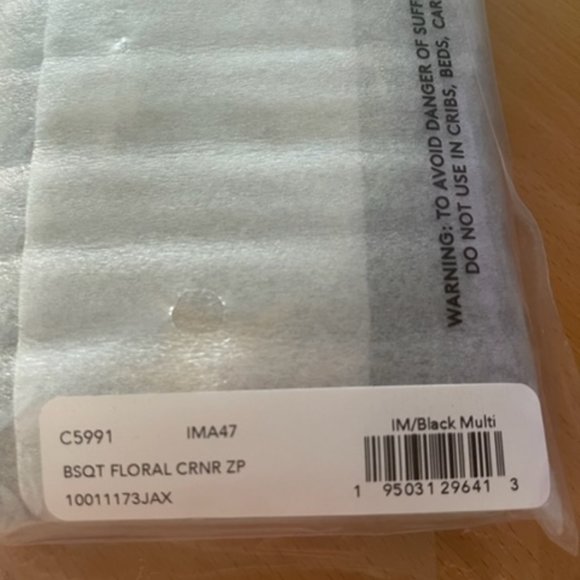 WARNING: TO AVOID DANGER OF SUFF
DO NOT USE IN CRIBS, BEDS, CAR
C5991 IMA47 IM/Black Multi
BSQT FLORAL CRNR ZP
10011173JAX
1 95031 29641 3